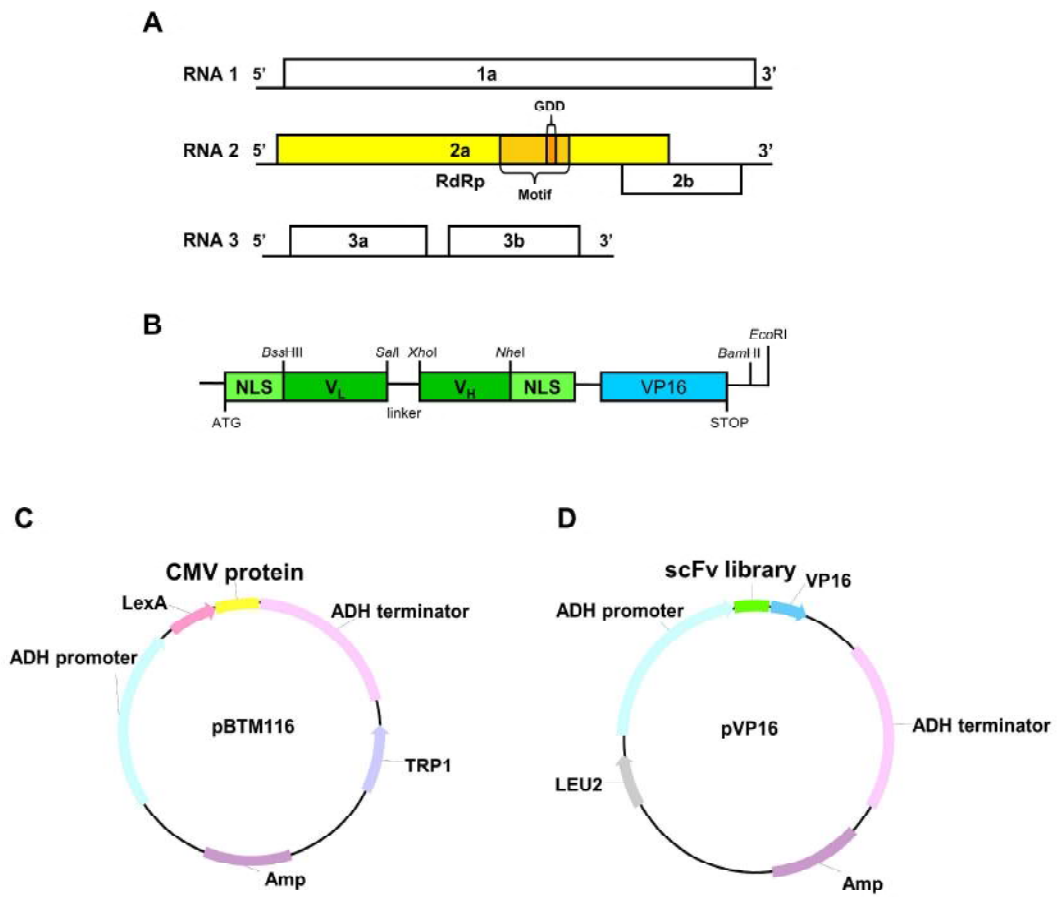 A
RNA 1 5' 1a 3'
GDD
RNA 2 5' 2a 3'
RdRp Motif 2b
RNA 3 5' 3a 3b 3'
B
EcoRI
BssHII SalI XhoI NheI BamHI
NLS VL VH NLS VP16
linker
ATG STOP
C
CMV protein
LexA
ADH terminator
ADH promoter
pBTM116
TRP1
Amp
D
scFv library
VP16
ADH promoter
pVP16
ADH terminator
LEU2
Amp